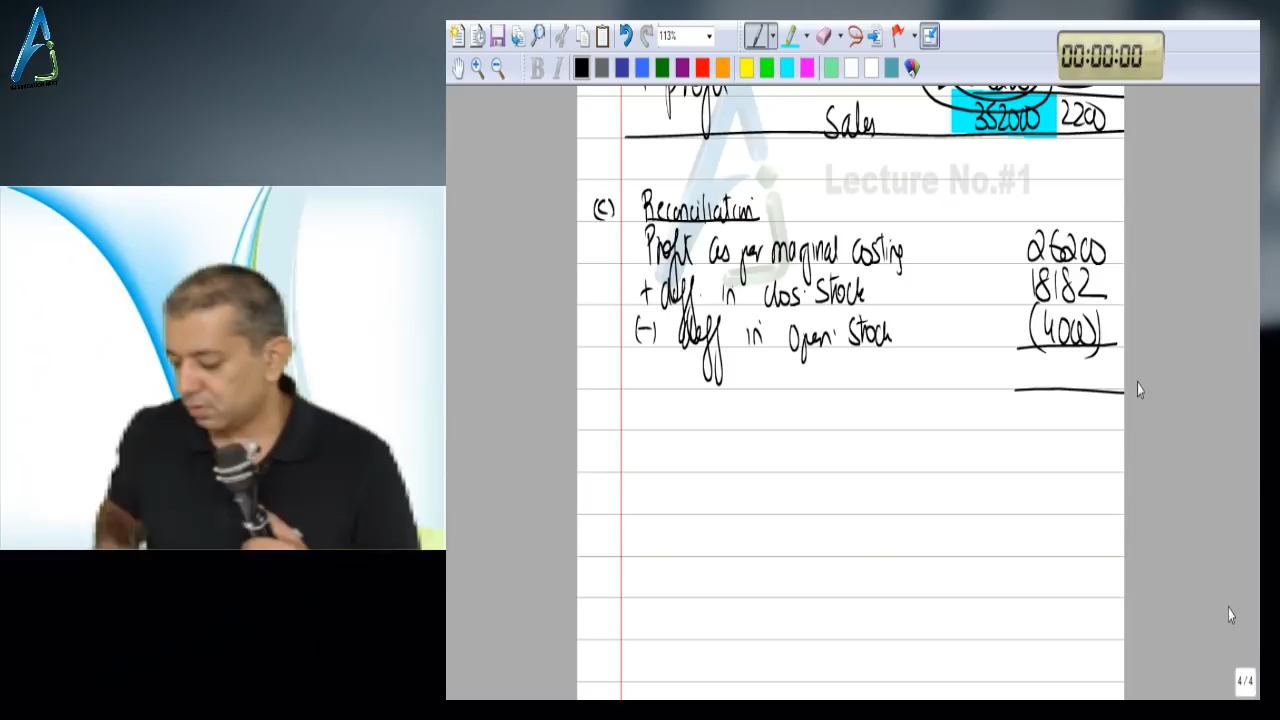 113%
B I
00:00:00
+ Profit
Sales 352000 2200
Lecture No.#1
(c) Reconciliation
Profit as per marginal costing 26200
+ diff. in clos. Stock 18182
(-) diff in open. Stock (4000)
4/4